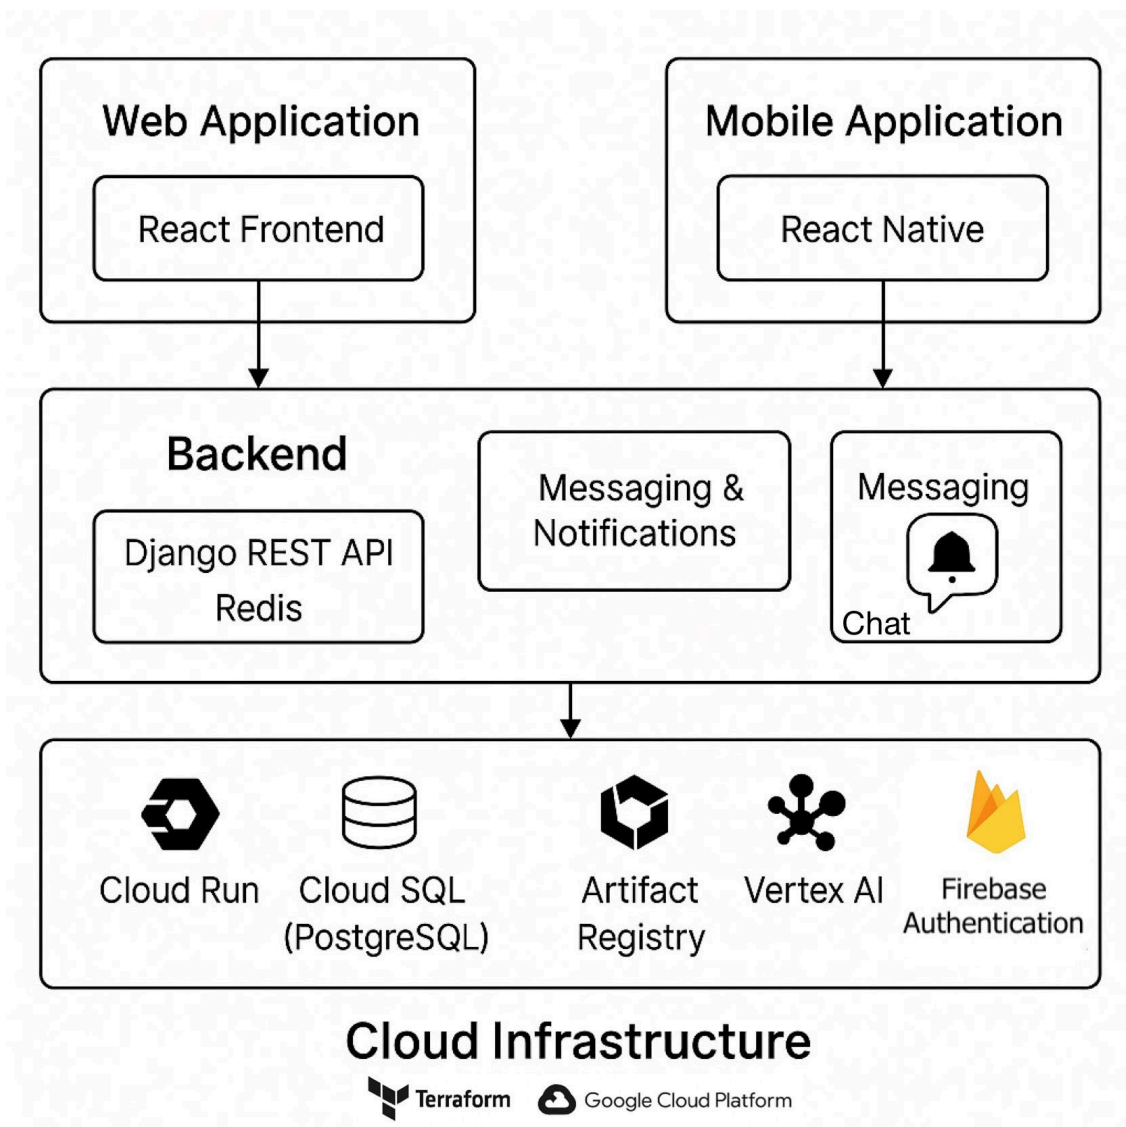 Web Application
React Frontend
Mobile Application
React Native
Backend
Django REST API
Redis
Messaging &
Notifications
Messaging
Chat
Cloud Run
Cloud SQL
(PostgreSQL)
Artifact
Registry
Vertex AI
Firebase
Authentication
Cloud Infrastructure
Terraform
Google Cloud Platform